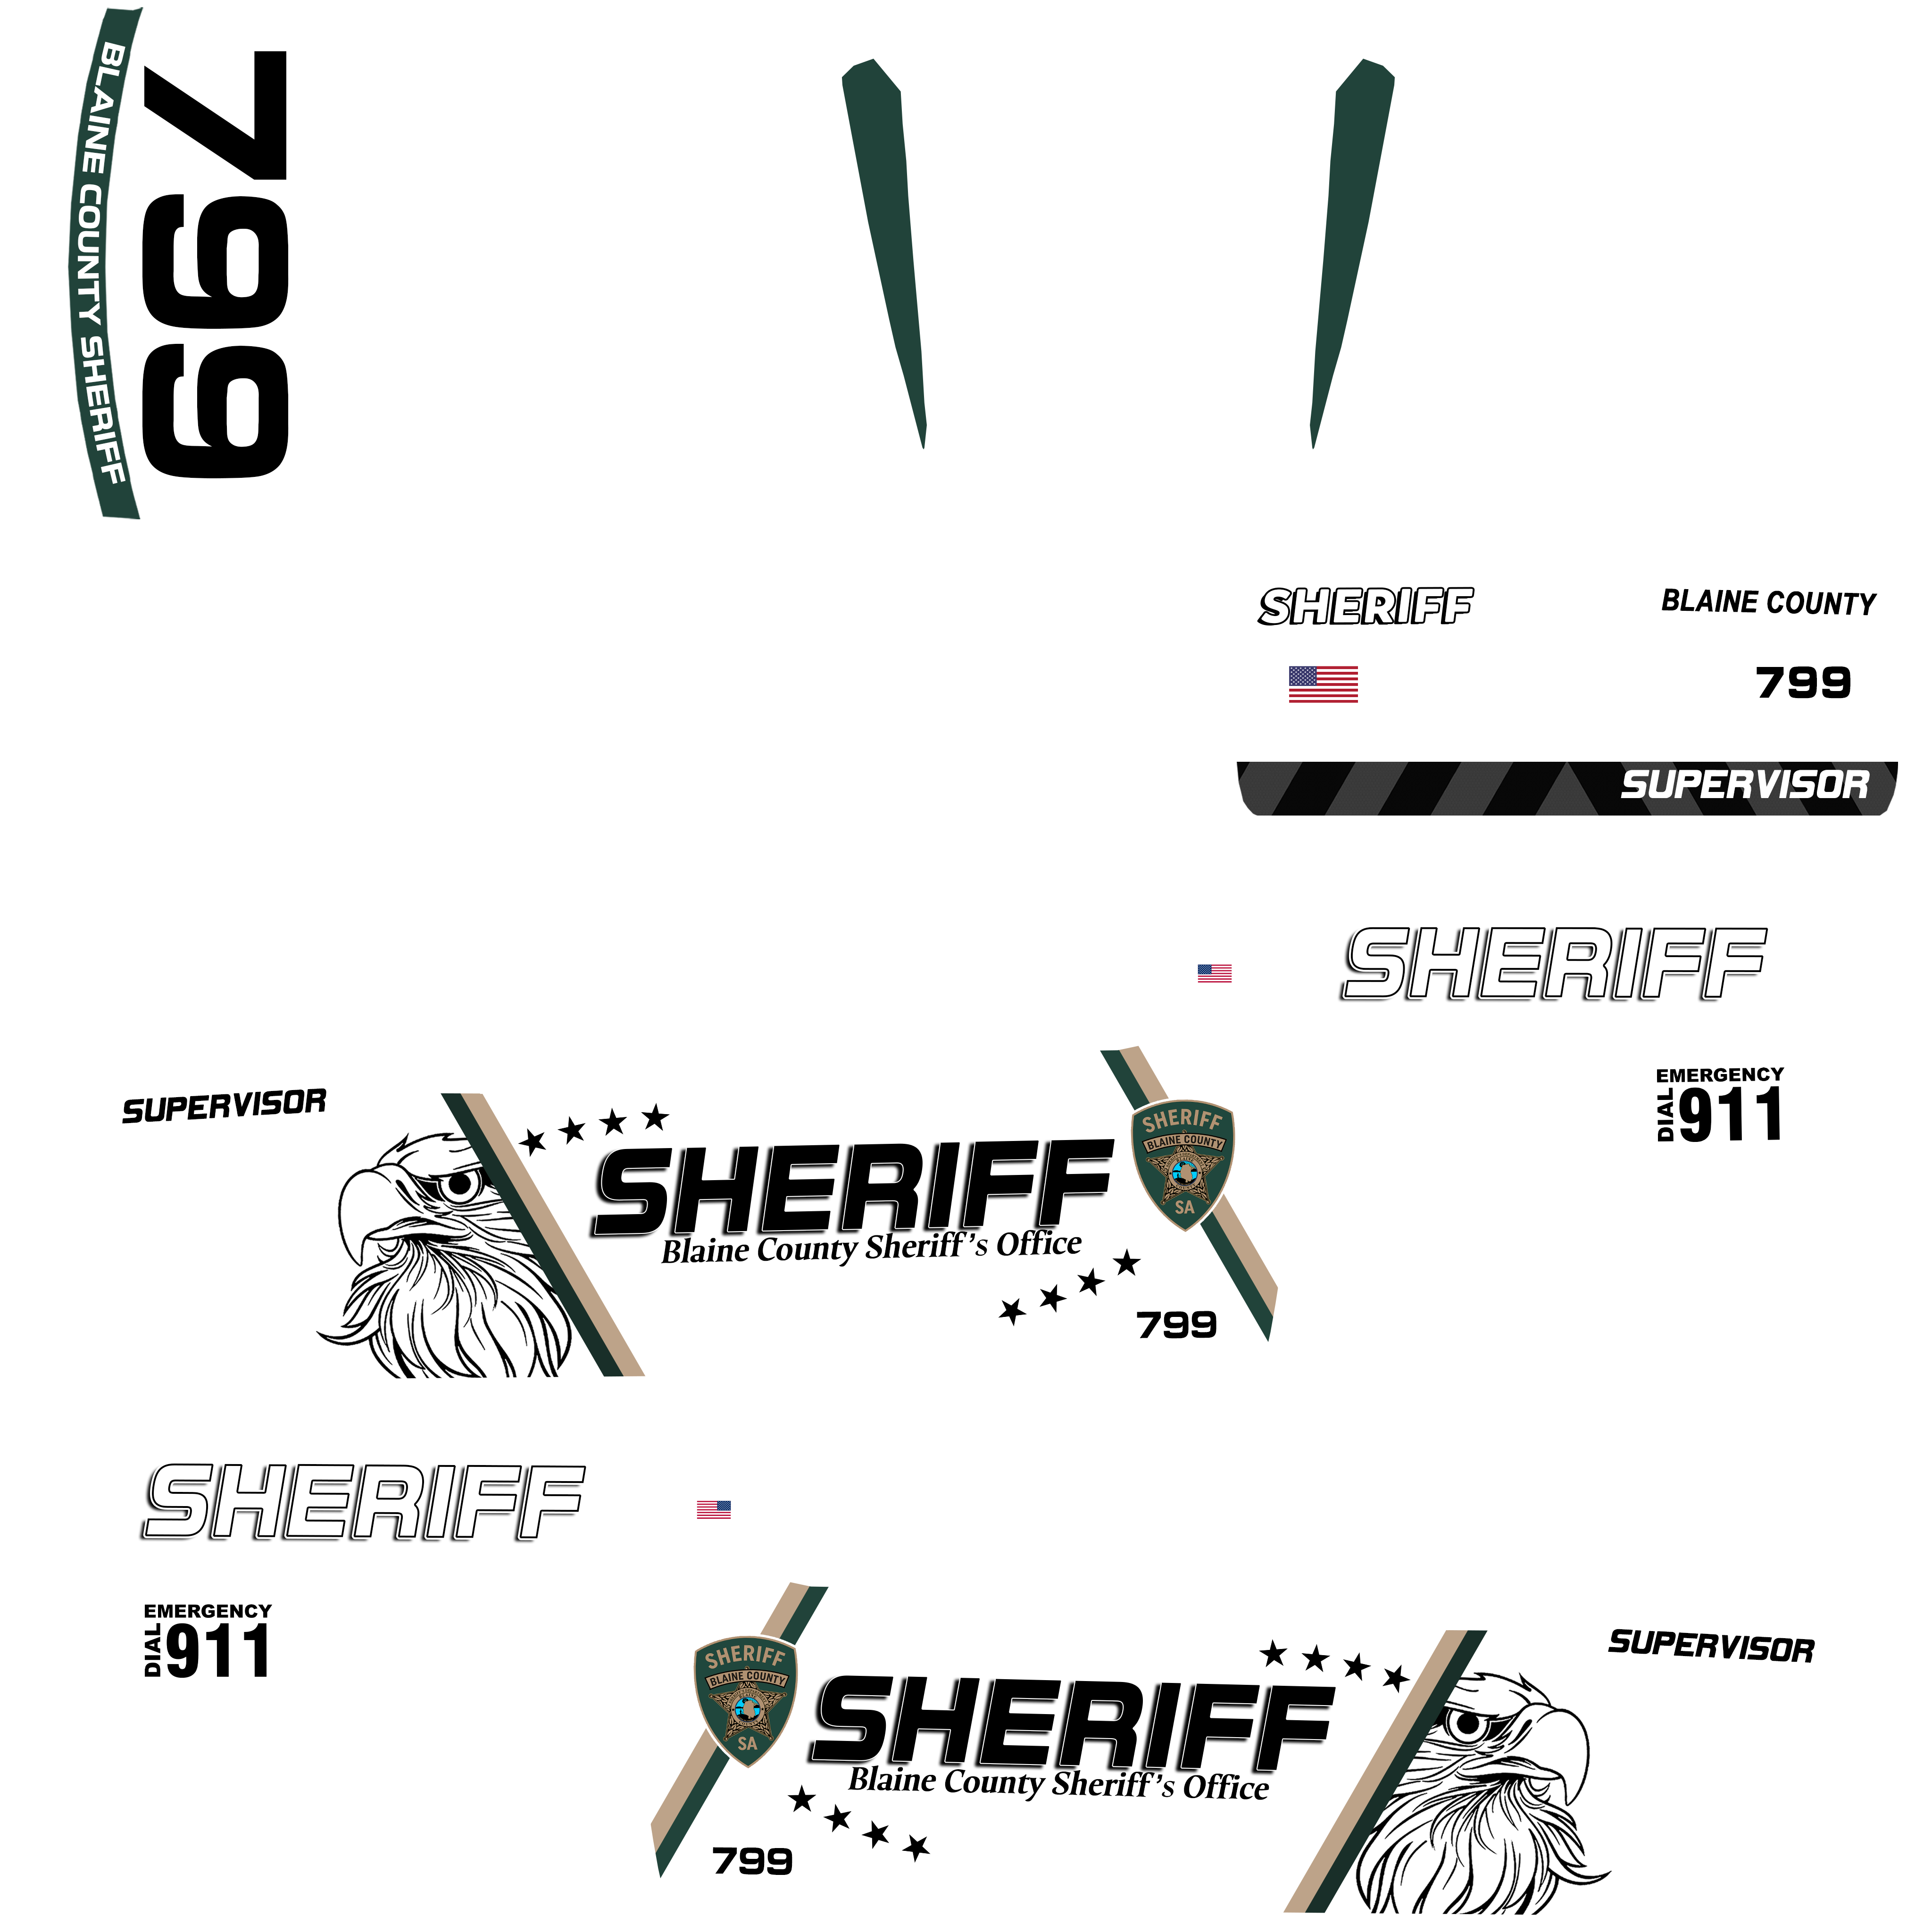 BLAINE COUNTY SHERIFF
799
SHERIFF
BLAINE COUNTY
799
SUPERVISOR
SHERIFF
SUPERVISOR
EMERGENCY
DIAL
911
SHERIFF
BLAINE COUNTY
SA
SHERIFF
Blaine County Sheriff's Office
799
SHERIFF
EMERGENCY
DIAL
911
SUPERVISOR
SHERIFF
BLAINE COUNTY
SA
SHERIFF
Blaine County Sheriff's Office
799